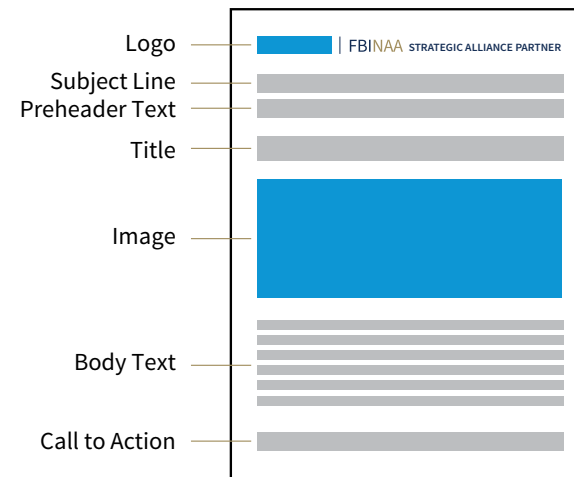 Logo
FBINAA STRATEGIC ALLIANCE PARTNER
Subject Line
Preheader Text
Title
Image
Body Text
Call to Action